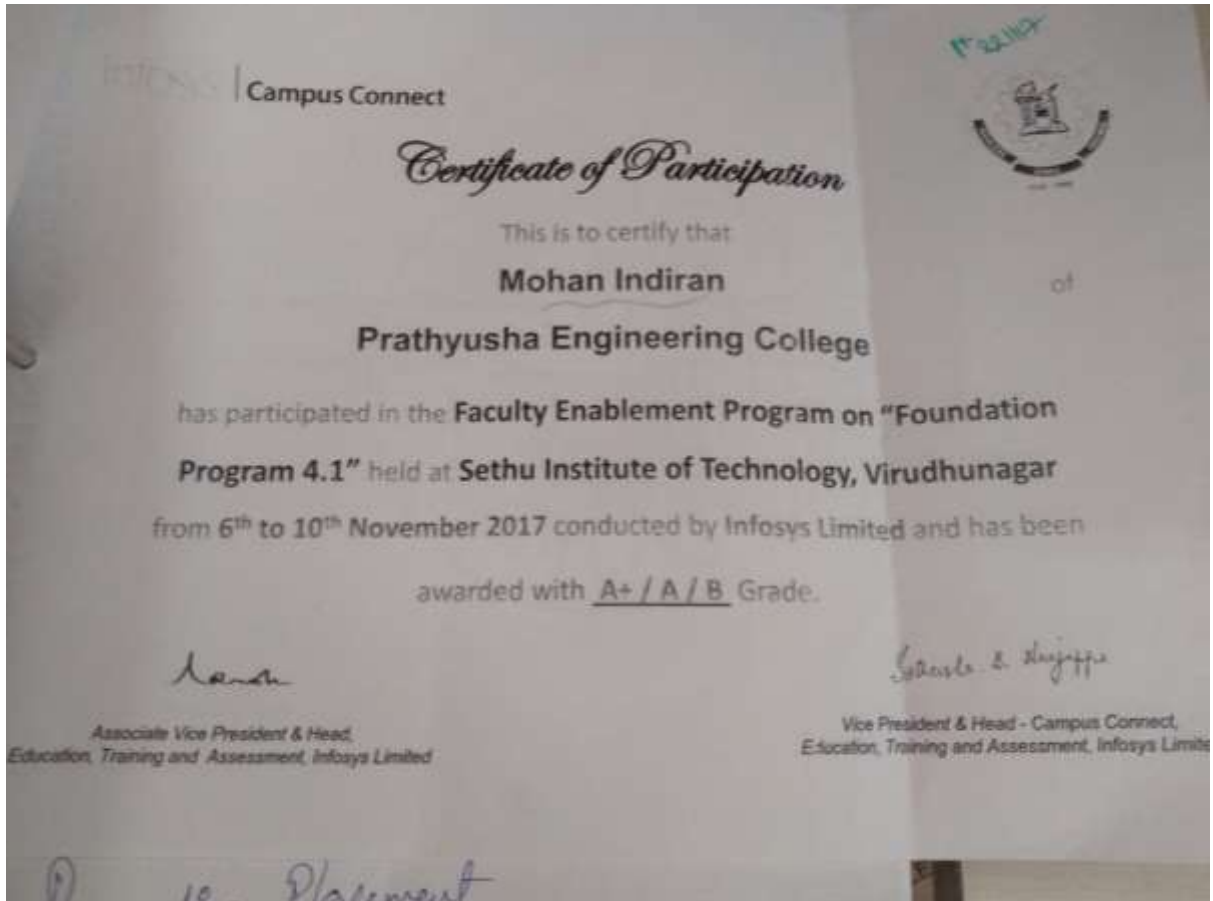 Campus Connect
Certificate of Participation
This is to certify that
Mohan Indiran of
Prathyusha Engineering College
has participated in the Faculty Enablement Program on "Foundation
Program 4.1" held at Sethu Institute of Technology, Virudhunagar
from 6th to 10th November 2017 conducted by Infosys Limited and has been
awarded with A+ / A / B Grade.
Associate Vice President & Head,
Education, Training and Assessment, Infosys Limited
Vice President & Head - Campus Connect,
Education, Training and Assessment, Infosys Limite
Placement